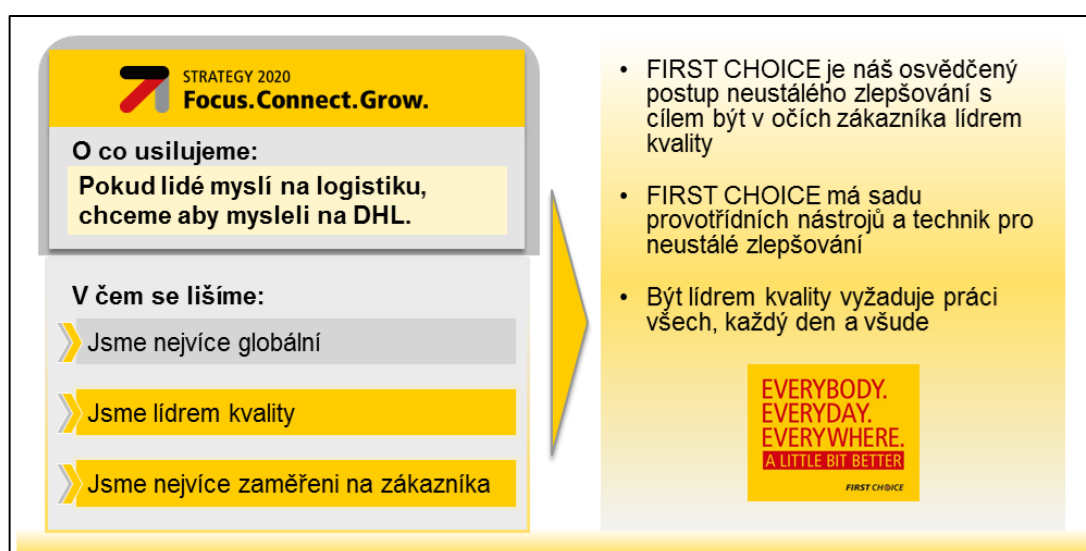 STRATEGY 2020
Focus.Connect.Grow.
O co usilujeme:
Pokud lidé myslí na logistiku,
chceme aby mysleli na DHL.
V čem se lišíme:
Jsme nejvíce globální
Jsme lídrem kvality
Jsme nejvíce zaměřeni na zákazníka
• FIRST CHOICE je náš osvědčený
postup neustálého zlepšování s
cílem být v očích zákazníka lídrem
kvality
• FIRST CHOICE má sadu
provotřídních nástrojů a technik pro
neustálé zlepšování
• Být lídrem kvality vyžaduje práci
všech, každý den a všude
EVERYBODY.
EVERYDAY.
EVERYWHERE.
A LITTLE BIT BETTER
FIRST CHOICE